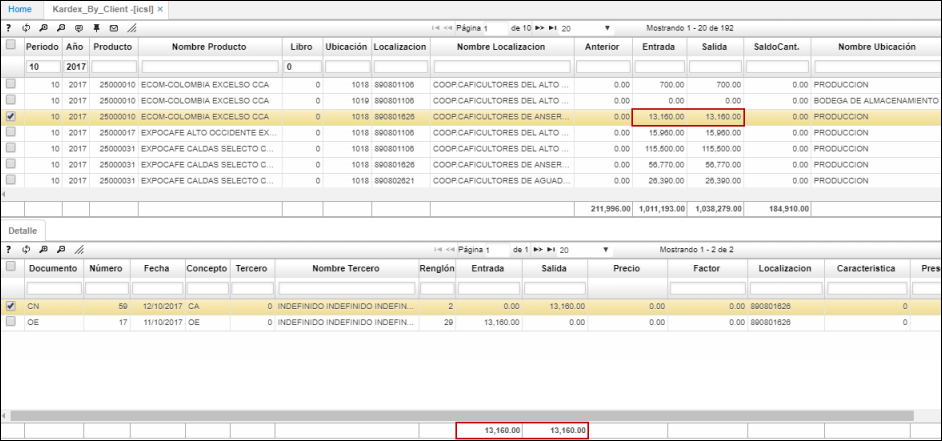 Home Kardex_By_Client -[icsl] ×
? Página 1 de 10 20 ▼ Mostrando 1 - 20 de 192
Periodo Año Producto Nombre Producto Libro Ubicación Localizacion Nombre Localizacion Anterior Entrada Salida SaldoCant. Nombre Ubicación
10 2017 0
10 2017 25000010 ECOM-COLOMBIA EXCELSO CCA 0 1018 890801106 COOP.CAFICULTORES DEL ALTO ... 0.00 700.00 700.00 0.00 PRODUCCION
10 2017 25000010 ECOM-COLOMBIA EXCELSO CCA 0 1019 890801106 COOP.CAFICULTORES DEL ALTO ... 0.00 0.00 0.00 0.00 BODEGA DE ALMACENAMIENTO
10 2017 25000010 ECOM-COLOMBIA EXCELSO CCA 0 1018 890801626 COOP.CAFICULTORES DE ANSER... 0.00 13,160.00 13,160.00 0.00 PRODUCCION
10 2017 25000017 EXPOCAFE ALTO OCCIDENTE EX... 0 1018 890801106 COOP.CAFICULTORES DEL ALTO ... 0.00 15,960.00 15,960.00 0.00 PRODUCCION
10 2017 25000031 EXPOCAFE CALDAS SELECTO C... 0 1018 890801106 COOP.CAFICULTORES DEL ALTO ... 0.00 115,500.00 115,500.00 0.00 PRODUCCION
10 2017 25000031 EXPOCAFE CALDAS SELECTO C... 0 1018 890801626 COOP.CAFICULTORES DE ANSER... 0.00 56,770.00 56,770.00 0.00 PRODUCCION
10 2017 25000031 EXPOCAFE CALDAS SELECTO C... 0 1018 890802621 COOP.CAFICULTORES DE AGUAD... 0.00 26,390.00 26,390.00 0.00 PRODUCCION
211,996.00 1,011,193.00 1,038,279.00 184,910.00
Detalle
? Página 1 de 1 20 ▼ Mostrando 1 - 2 de 2
Documento Número Fecha Concepto Tercero Nombre Tercero Renglón Entrada Salida Precio Factor Localizacion Caracteristica Pres
CN 59 12/10/2017 CA 0 INDEFINIDO INDEFINIDO INDEFIN... 2 0.00 13,160.00 0.00 0.00 890801626 0
OE 17 11/10/2017 OE 0 INDEFINIDO INDEFINIDO INDEFIN... 29 13,160.00 0.00 0.00 0.00 890801626 0
13,160.00 13,160.00